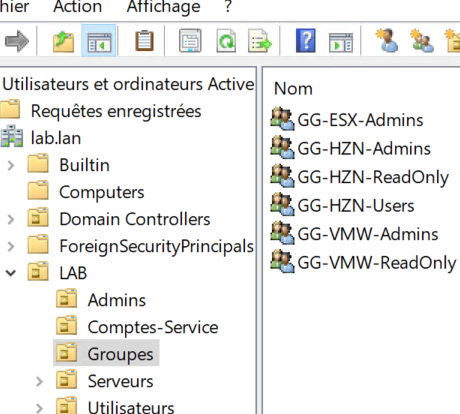 hier Action Affichage ?
Utilisateurs et ordinateurs Active
Requêtes enregistrées
lab.lan
Builtin
Computers
Domain Controllers
ForeignSecurityPrincipals
LAB
Admins
Comptes-Service
Groupes
Serveurs
Utilisateurs
Nom
GG-ESX-Admins
GG-HZN-Admins
GG-HZN-ReadOnly
GG-HZN-Users
GG-VMW-Admins
GG-VMW-ReadOnly